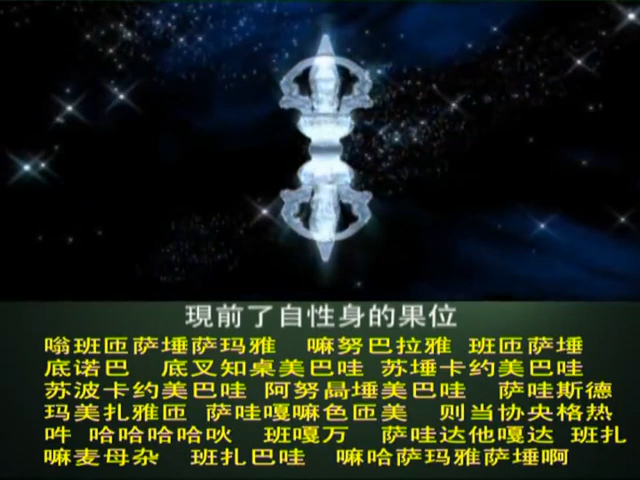 現前了自性身的果位
嗡班匝萨埵萨玛雅 嘛努巴拉雅 班匝萨埵
底诺巴 底叉知桌美巴哇 苏埵卡约美巴哇
苏波卡约美巴哇 阿努晶埵美巴哇 萨哇斯德
玛美扎雅匝 萨哇嘎嘛色匝美 则当协央格热
吽 哈哈哈哈吙 班嘎万 萨哇达他嘎达 班扎
嘛麦母杂 班扎巴哇 嘛哈萨玛雅萨埵啊